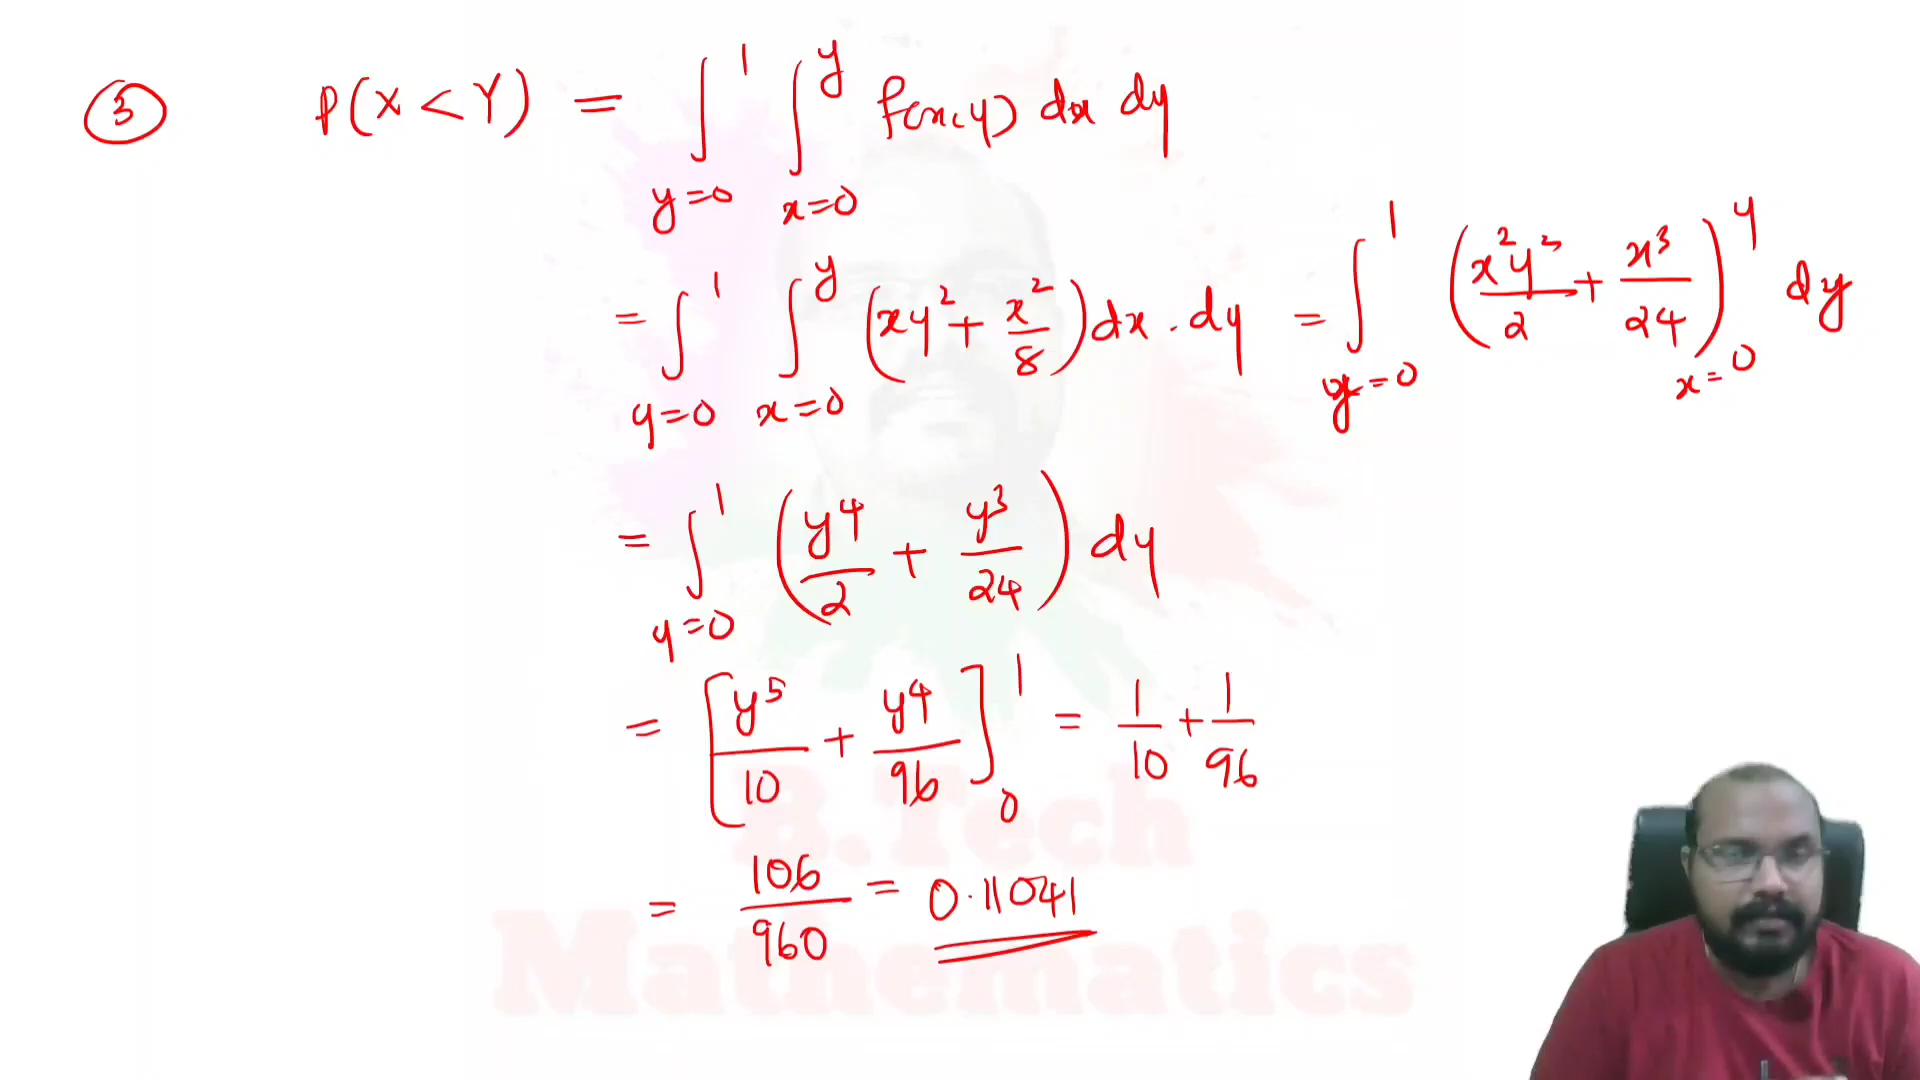 ③ P(X < Y) = ∫_{y=0}^{1} ∫_{x=0}^{y} f(x,y) dx dy
= ∫_{y=0}^{1} ∫_{x=0}^{y} (xy² + x²/8) dx . dy = ∫_{y=0}^{1} (x²y²/2 + x³/24)_{x=0}^{y} dy
= ∫_{y=0}^{1} (y⁴/2 + y³/24) dy
= [y⁵/10 + y⁴/96]_0^1 = 1/10 + 1/96
= 106/960 = 0.11041
B.Tech
Mathematics